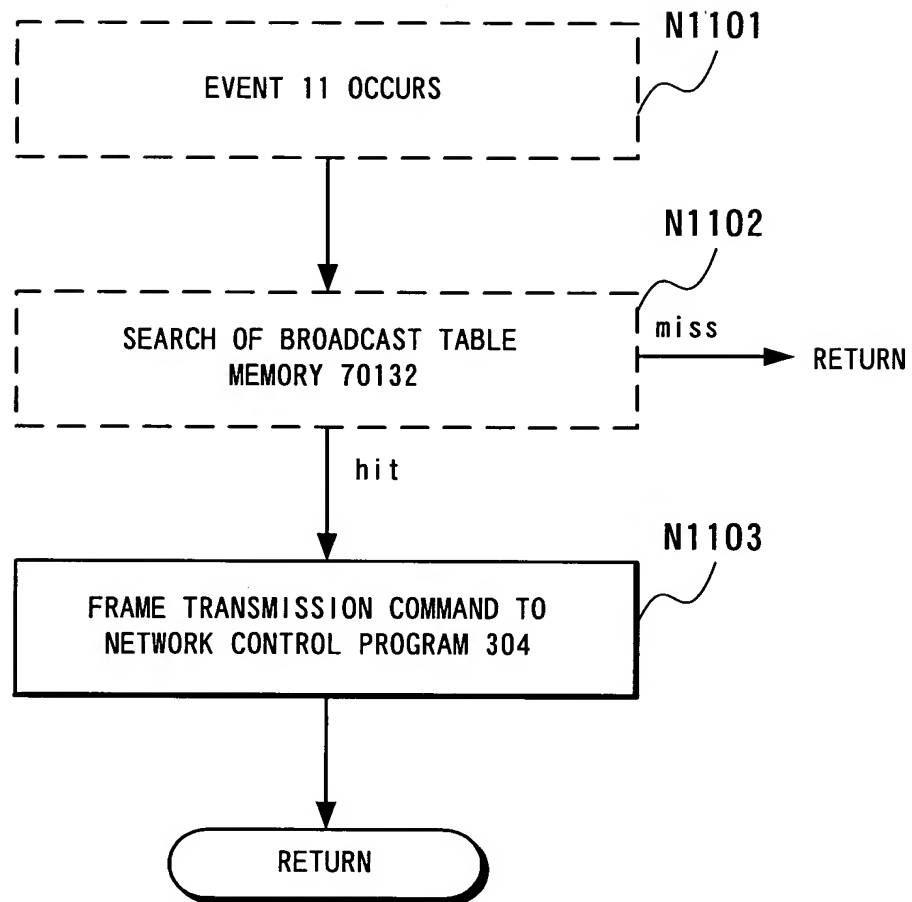 N1101
EVENT 11 OCCURS
N1102
SEARCH OF BROADCAST TABLE
MEMORY 70132
miss
RETURN
hit
N1103
FRAME TRANSMISSION COMMAND TO
NETWORK CONTROL PROGRAM 304
RETURN